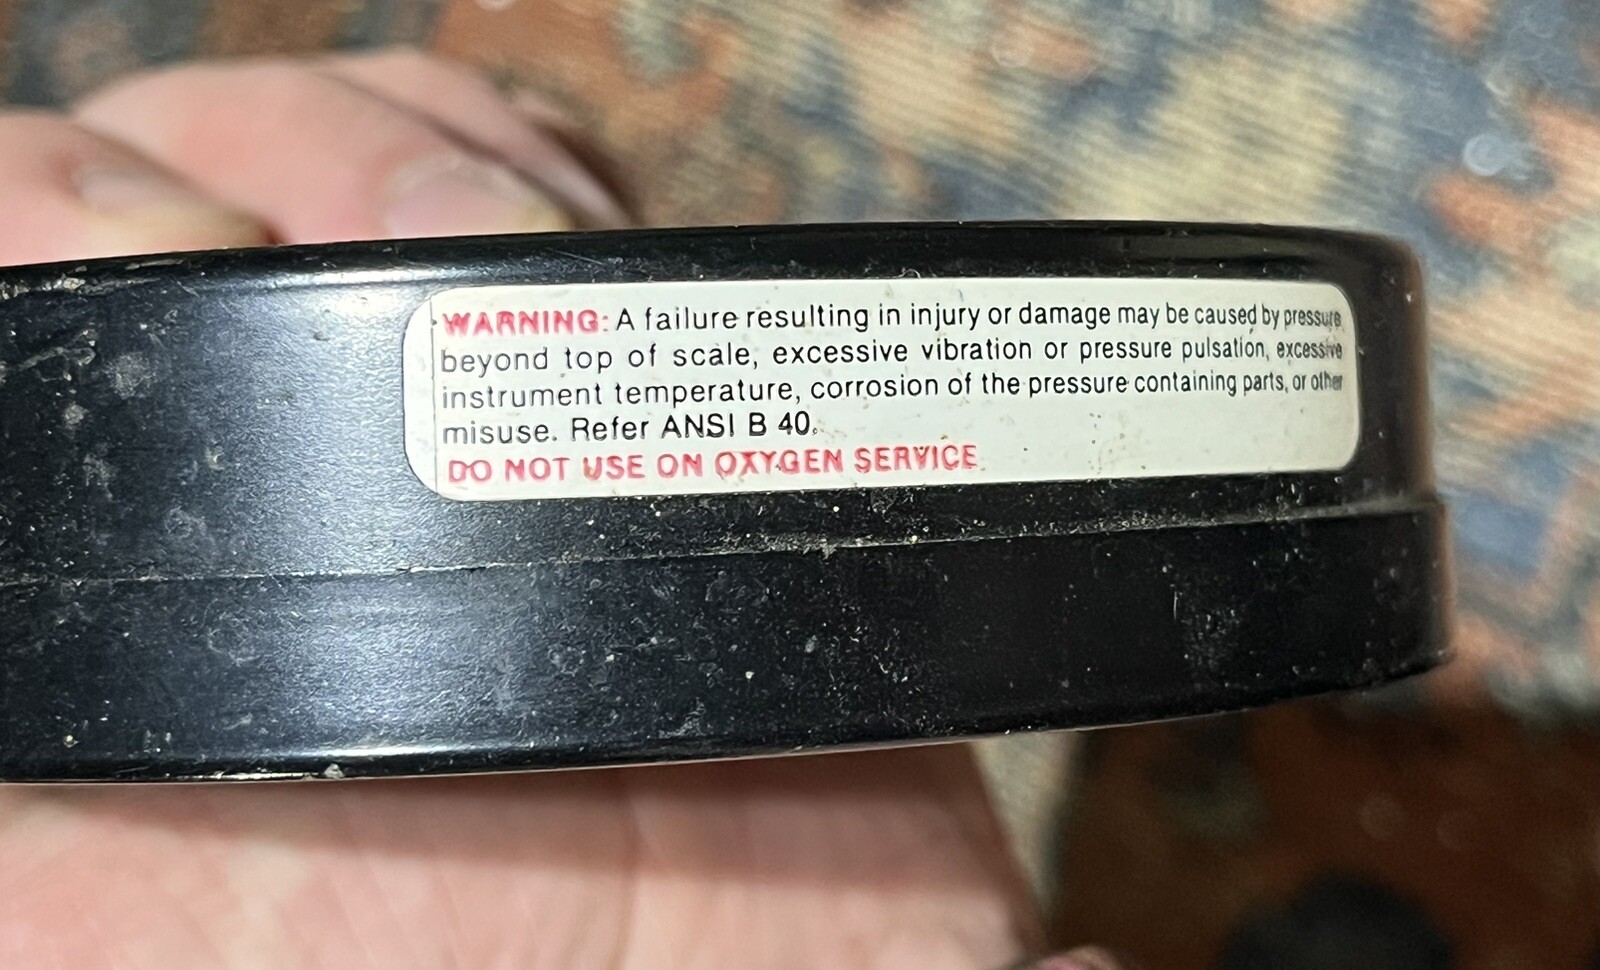 WARNING: A failure resulting in injury or damage may be caused by pressure
beyond top of scale, excessive vibration or pressure pulsation, excessive
instrument temperature, corrosion of the pressure containing parts, or other
misuse. Refer ANSI B 40.
DO NOT USE ON OXYGEN SERVICE